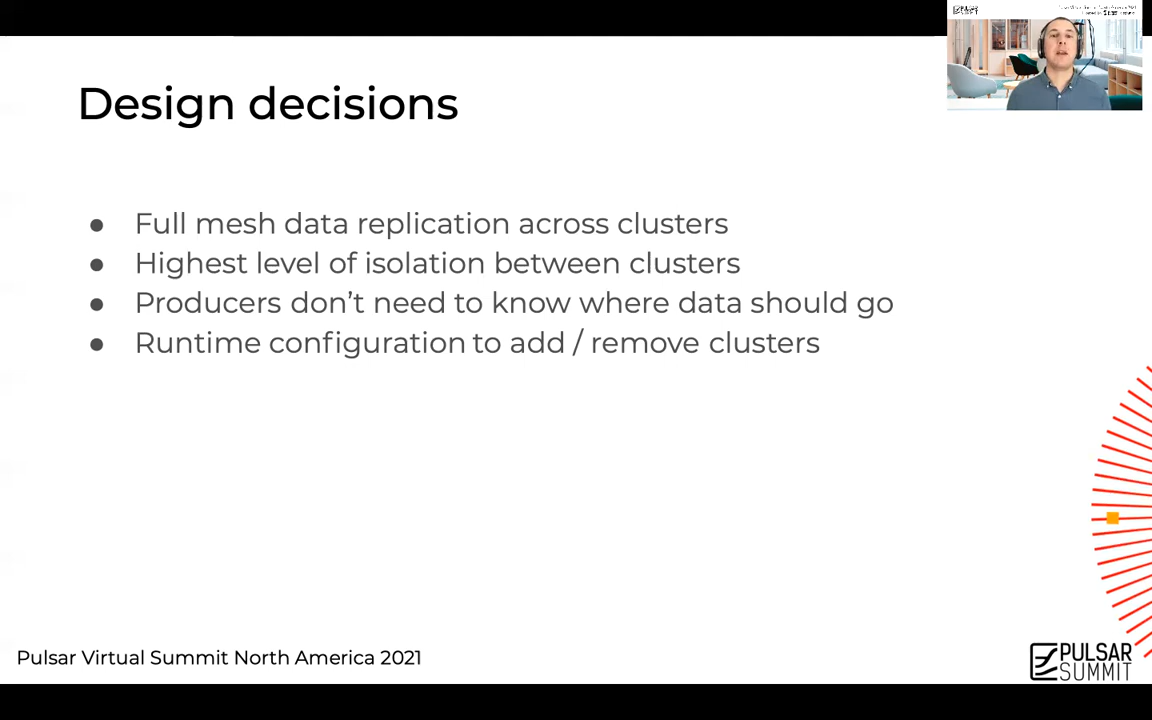 Design decisions
● Full mesh data replication across clusters
● Highest level of isolation between clusters
● Producers don’t need to know where data should go
● Runtime configuration to add / remove clusters
Pulsar Virtual Summit North America 2021
PULSAR
SUMMIT